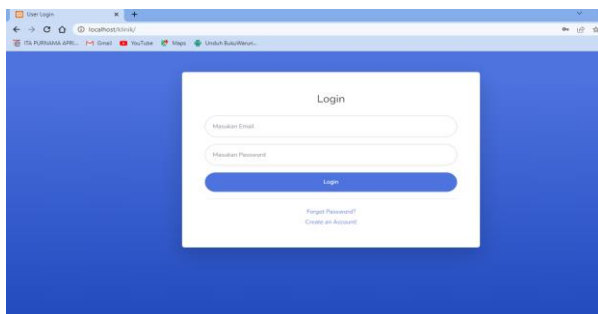 User Login
localhost/klinik/
ITA PURNAMA APRI... Gmail YouTube Maps Unduh BukuWarun...
Login
Masukan Email
Masukan Password
Login
Forgot Password?
Create an Account!